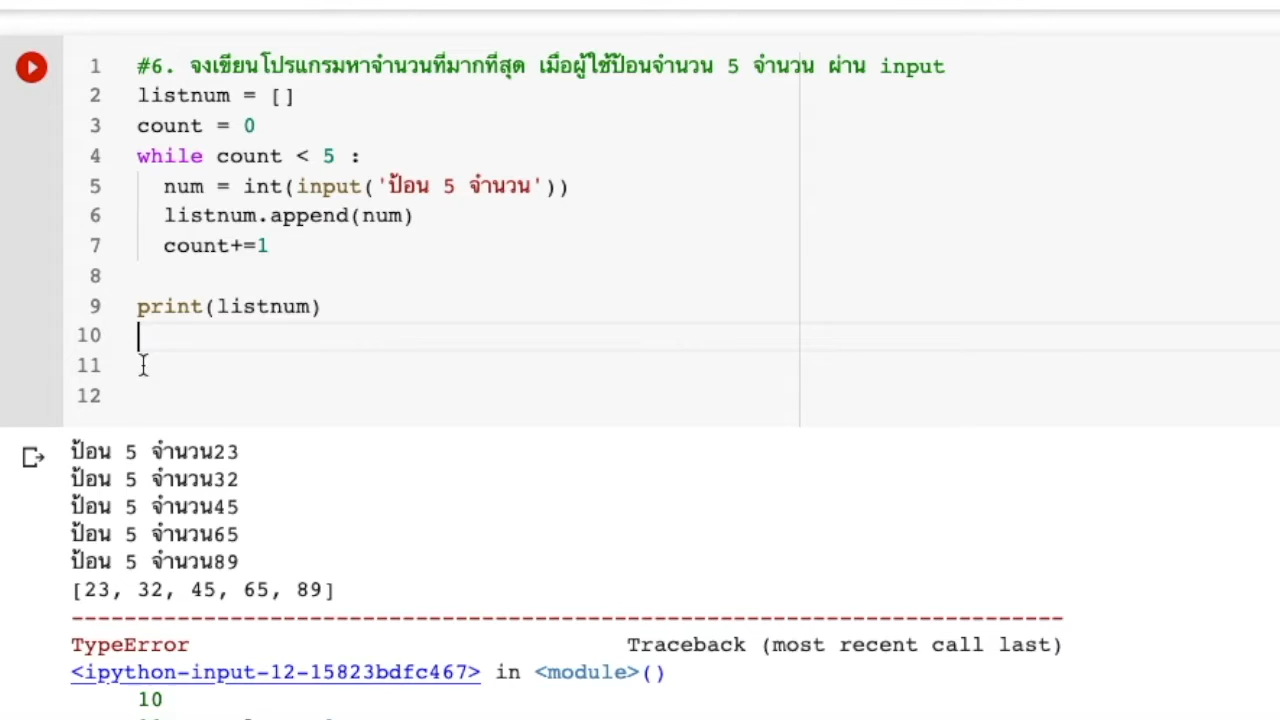 1 #6. จงเขียนโปรแกรมหาจำนวนที่มากที่สุด เมื่อผู้ใช้ป้อนจำนวน 5 จำนวน ผ่าน input
2 listnum = []
3 count = 0
4 while count < 5 :
5 num = int(input('ป้อน 5 จำนวน'))
6 listnum.append(num)
7 count+=1
8
9 print(listnum)
10
11
12
ป้อน 5 จำนวน23
ป้อน 5 จำนวน32
ป้อน 5 จำนวน45
ป้อน 5 จำนวน65
ป้อน 5 จำนวน89
[23, 32, 45, 65, 89]
---------------------------------------------------------------------------
TypeError Traceback (most recent call last)
<ipython-input-12-15823bdfc467> in <module>()
10